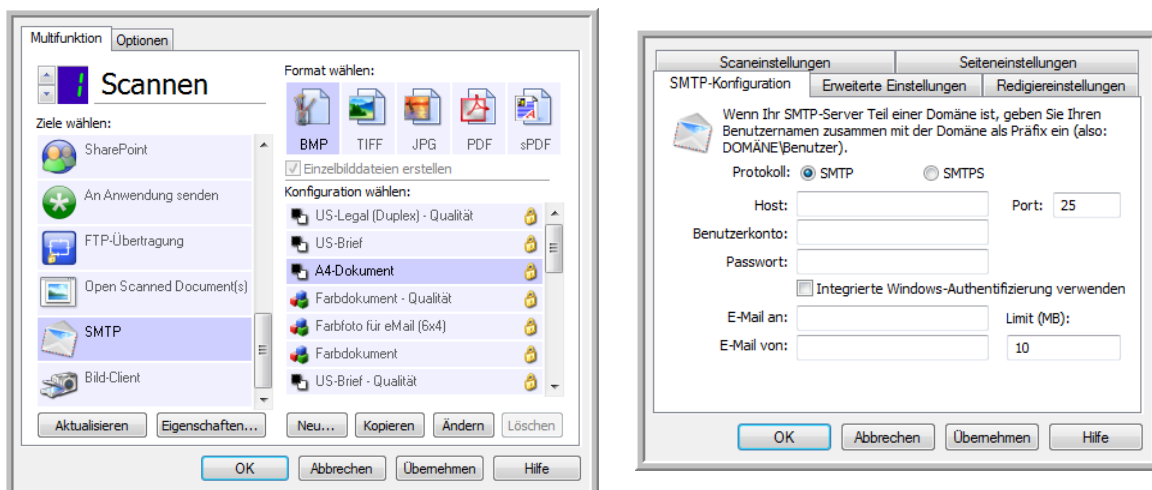 Multifunktion
Optionen
1 Scannen
Ziele wählen:
SharePoint
An Anwendung senden
FTP-Übertragung
Open Scanned Document(s)
SMTP
Bild-Client
Aktualisieren
Eigenschaften...
Format wählen:
BMP
TIFF
JPG
PDF
sPDF
Einzelbilddateien erstellen
Konfiguration wählen:
US-Legal (Duplex) - Qualität
US-Brief
A4-Dokument
Farbdokument - Qualität
Farbfoto für eMail (6x4)
Farbdokument
US-Brief - Qualität
Neu...
Kopieren
Ändern
Löschen
OK
Abbrechen
Übernehmen
Hilfe
Scaneinstellungen
Seiteneinstellungen
SMTP-Konfiguration
Erweiterte Einstellungen
Redigiereinstellungen
Wenn Ihr SMTP-Server Teil einer Domäne ist, geben Sie Ihren
Benutzernamen zusammen mit der Domäne als Präfix ein (also:
DOMÄNE\Benutzer).
Protokoll: SMTP SMTPS
Host: Port: 25
Benutzerkonto:
Passwort:
Integrierte Windows-Authentifizierung verwenden
E-Mail an: Limit (MB):
E-Mail von: 10
OK
Abbrechen
Übernehmen
Hilfe